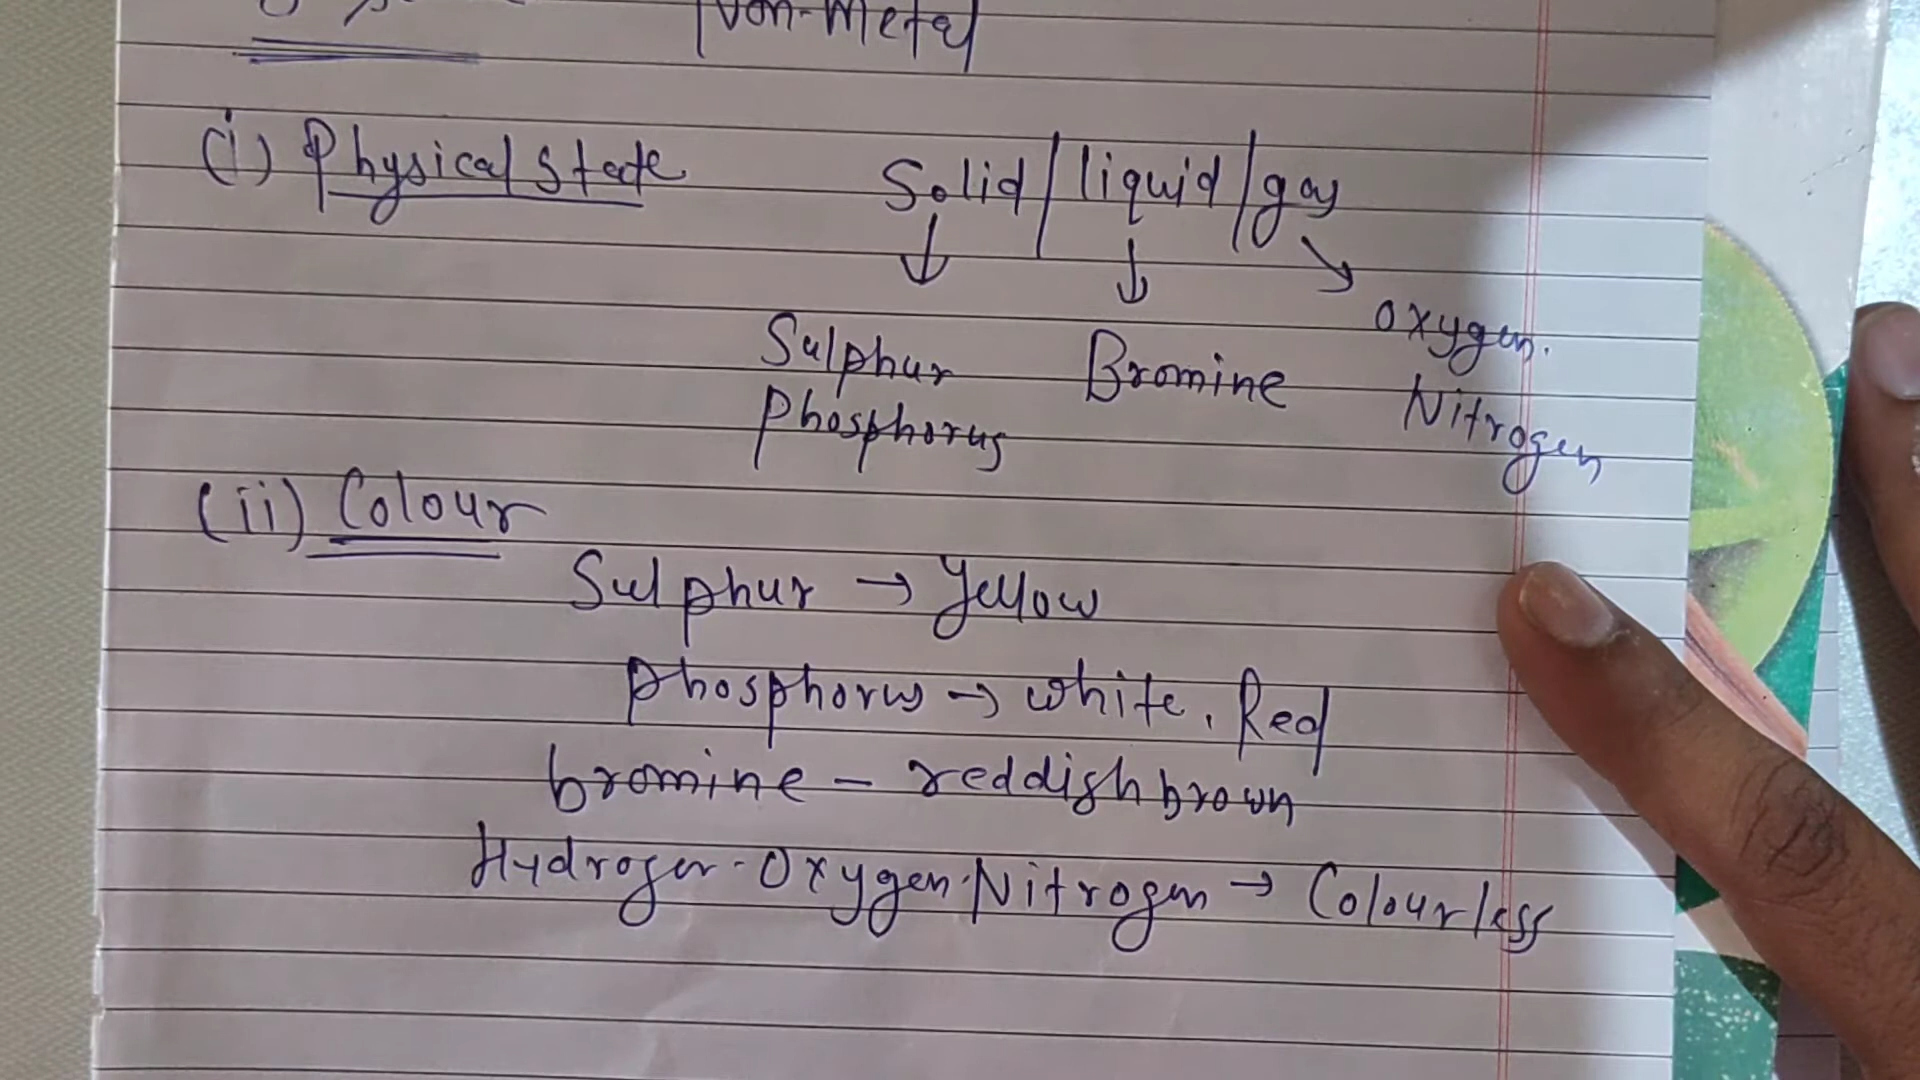 Non-Metal
(i) Physical State Solid/liquid/gas
Sulphur Bromine oxygen.
Phosphorus Nitrogen
(ii) Colour
Sulphur → Yellow
Phosphorus → white, Red
bromine - reddish brown
Hydrogen. Oxygen. Nitrogen → Colourless